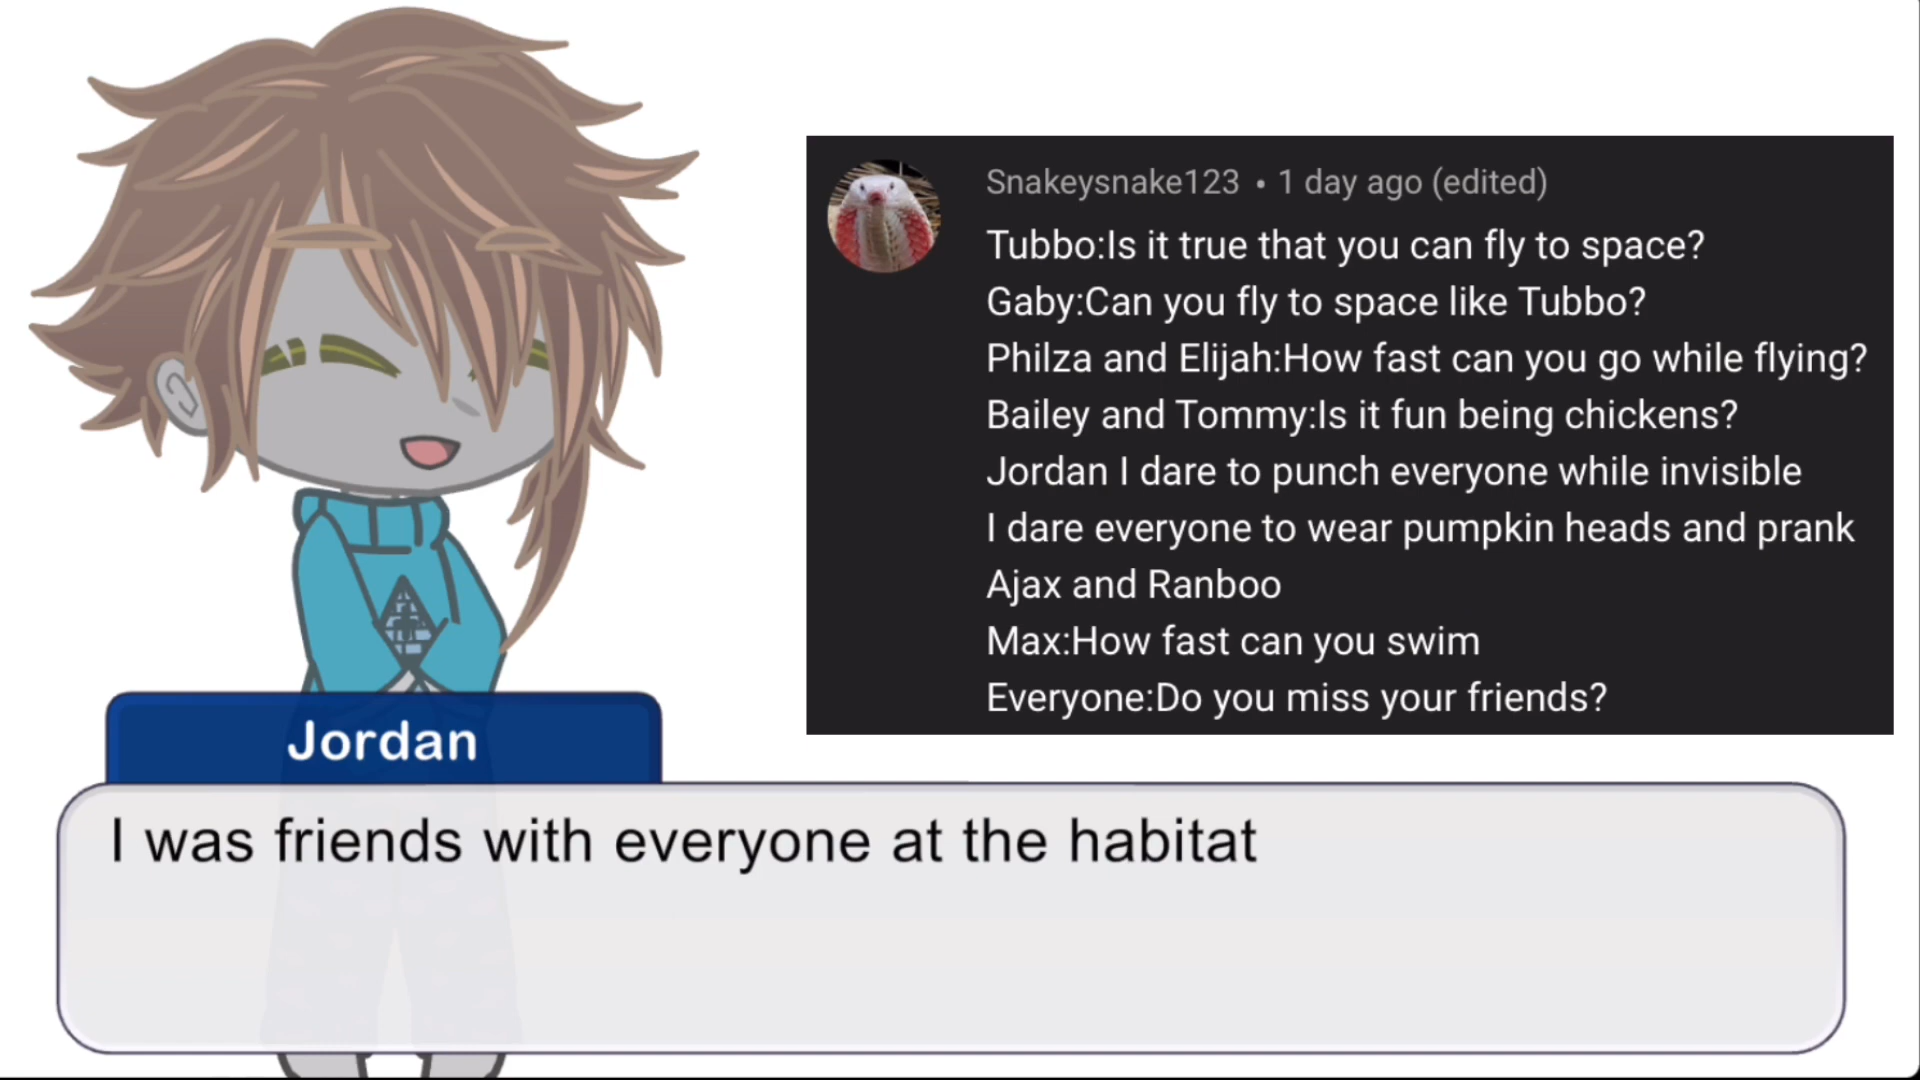 Snakeysnake123 • 1 day ago (edited)
Tubbo:Is it true that you can fly to space?
Gaby:Can you fly to space like Tubbo?
Philza and Elijah:How fast can you go while flying?
Bailey and Tommy:Is it fun being chickens?
Jordan I dare to punch everyone while invisible
I dare everyone to wear pumpkin heads and prank
Ajax and Ranboo
Max:How fast can you swim
Everyone:Do you miss your friends?
Jordan
I was friends with everyone at the habitat